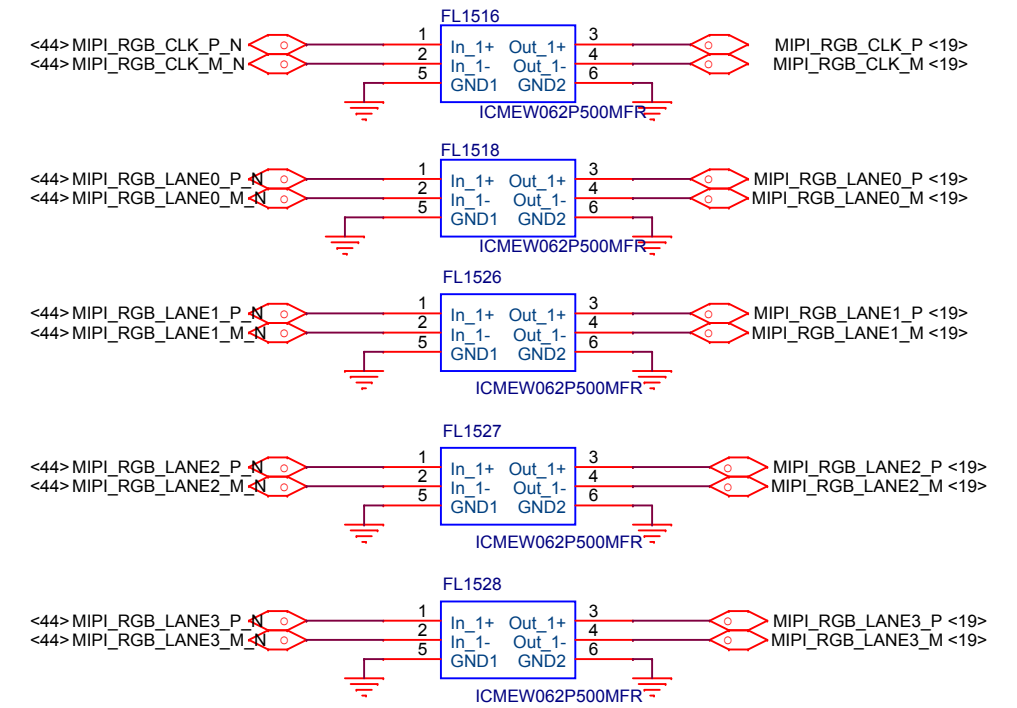 FL1516
<44> MIPI_RGB_CLK_P_N 1 In_1+ Out_1+ 3 MIPI_RGB_CLK_P <19>
<44> MIPI_RGB_CLK_M_N 2 In_1- Out_1- 4 MIPI_RGB_CLK_M <19>
5 GND1 GND2 6
ICMEW062P500MFR
FL1518
<44> MIPI_RGB_LANE0_P_N 1 In_1+ Out_1+ 3 MIPI_RGB_LANE0_P <19>
<44> MIPI_RGB_LANE0_M_N 2 In_1- Out_1- 4 MIPI_RGB_LANE0_M <19>
5 GND1 GND2 6
ICMEW062P500MFR
FL1526
<44> MIPI_RGB_LANE1_P_N 1 In_1+ Out_1+ 3 MIPI_RGB_LANE1_P <19>
<44> MIPI_RGB_LANE1_M_N 2 In_1- Out_1- 4 MIPI_RGB_LANE1_M <19>
5 GND1 GND2 6
ICMEW062P500MFR
FL1527
<44> MIPI_RGB_LANE2_P_N 1 In_1+ Out_1+ 3 MIPI_RGB_LANE2_P <19>
<44> MIPI_RGB_LANE2_M_N 2 In_1- Out_1- 4 MIPI_RGB_LANE2_M <19>
5 GND1 GND2 6
ICMEW062P500MFR
FL1528
<44> MIPI_RGB_LANE3_P_N 1 In_1+ Out_1+ 3 MIPI_RGB_LANE3_P <19>
<44> MIPI_RGB_LANE3_M_N 2 In_1- Out_1- 4 MIPI_RGB_LANE3_M <19>
5 GND1 GND2 6
ICMEW062P500MFR